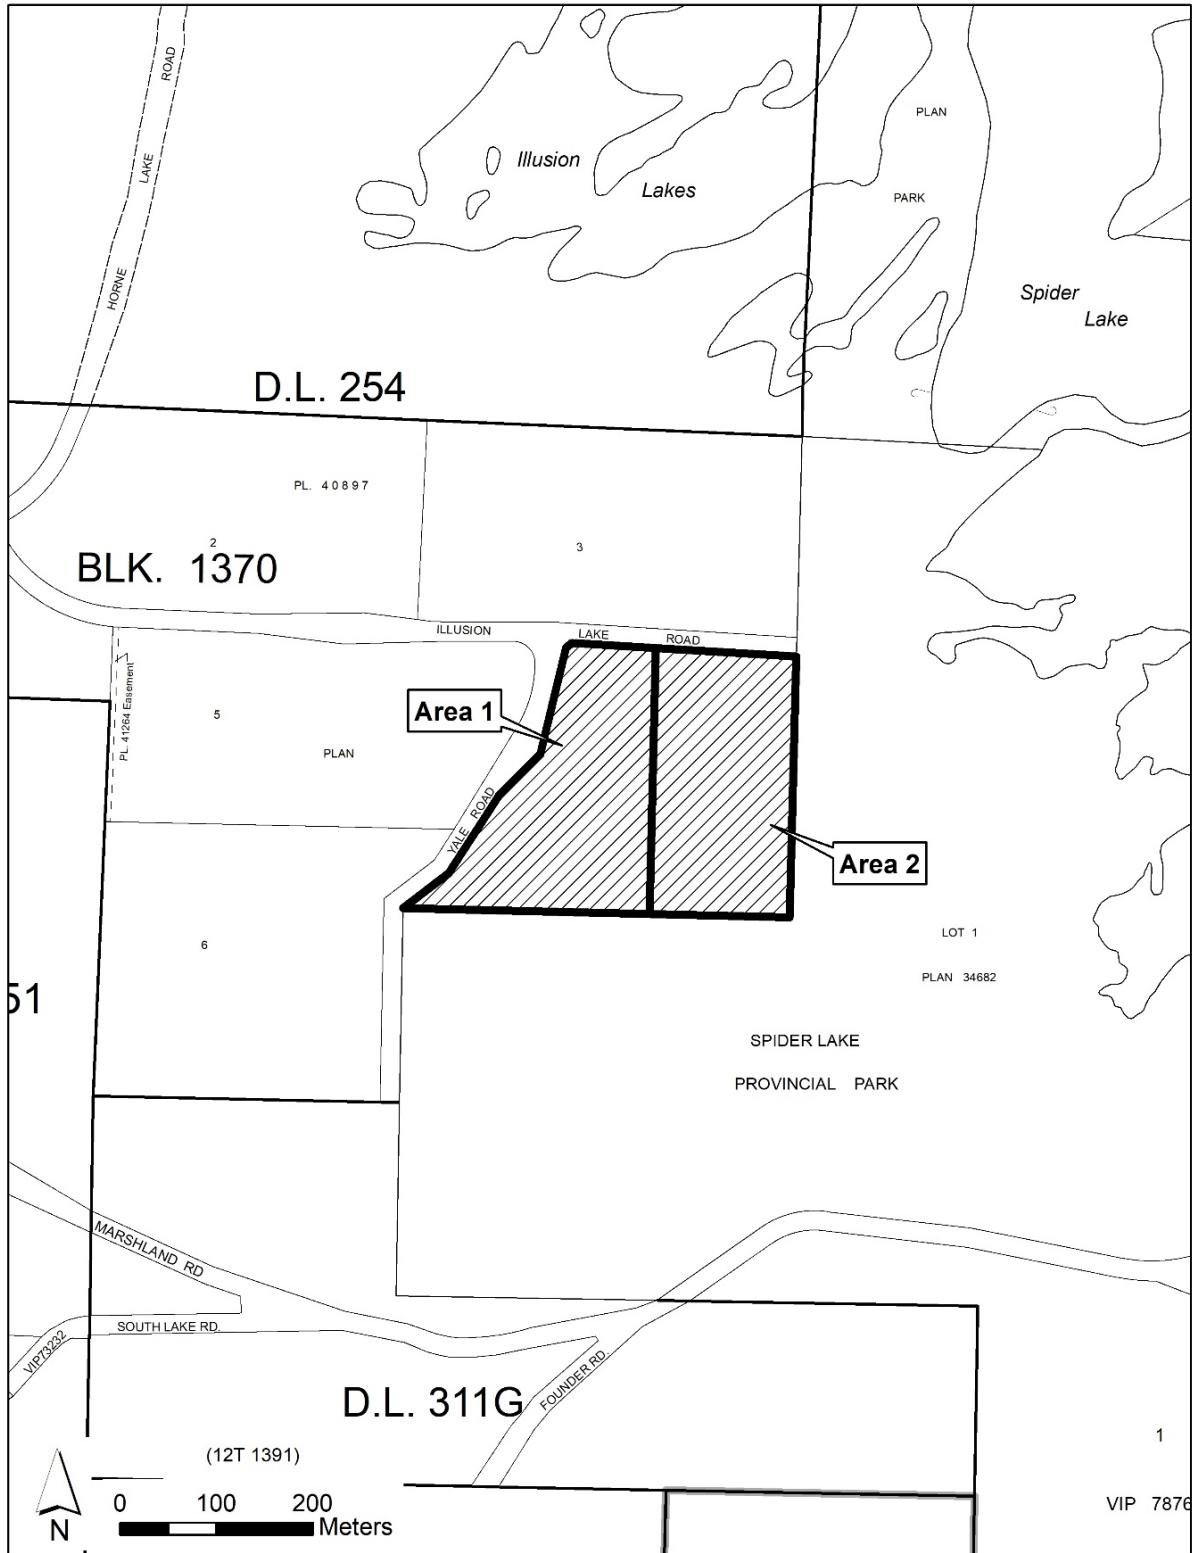 ROAD
LAKE
HORNE
PLAN
PARK
Illusion
Lakes
Spider
Lake
D.L. 254
PL. 40897
2
3
BLK. 1370
ILLUSION LAKE ROAD
PL. 41264 Easement
5
PLAN
Area 1
YALE ROAD
Area 2
6
LOT 1
PLAN 34682
51
SPIDER LAKE
PROVINCIAL PARK
MARSHLAND RD
SOUTH LAKE RD.
VIP73232
FOUNDER RD.
D.L. 311G
1
(12T 1391)
0 100 200
Meters
N
VIP 7876